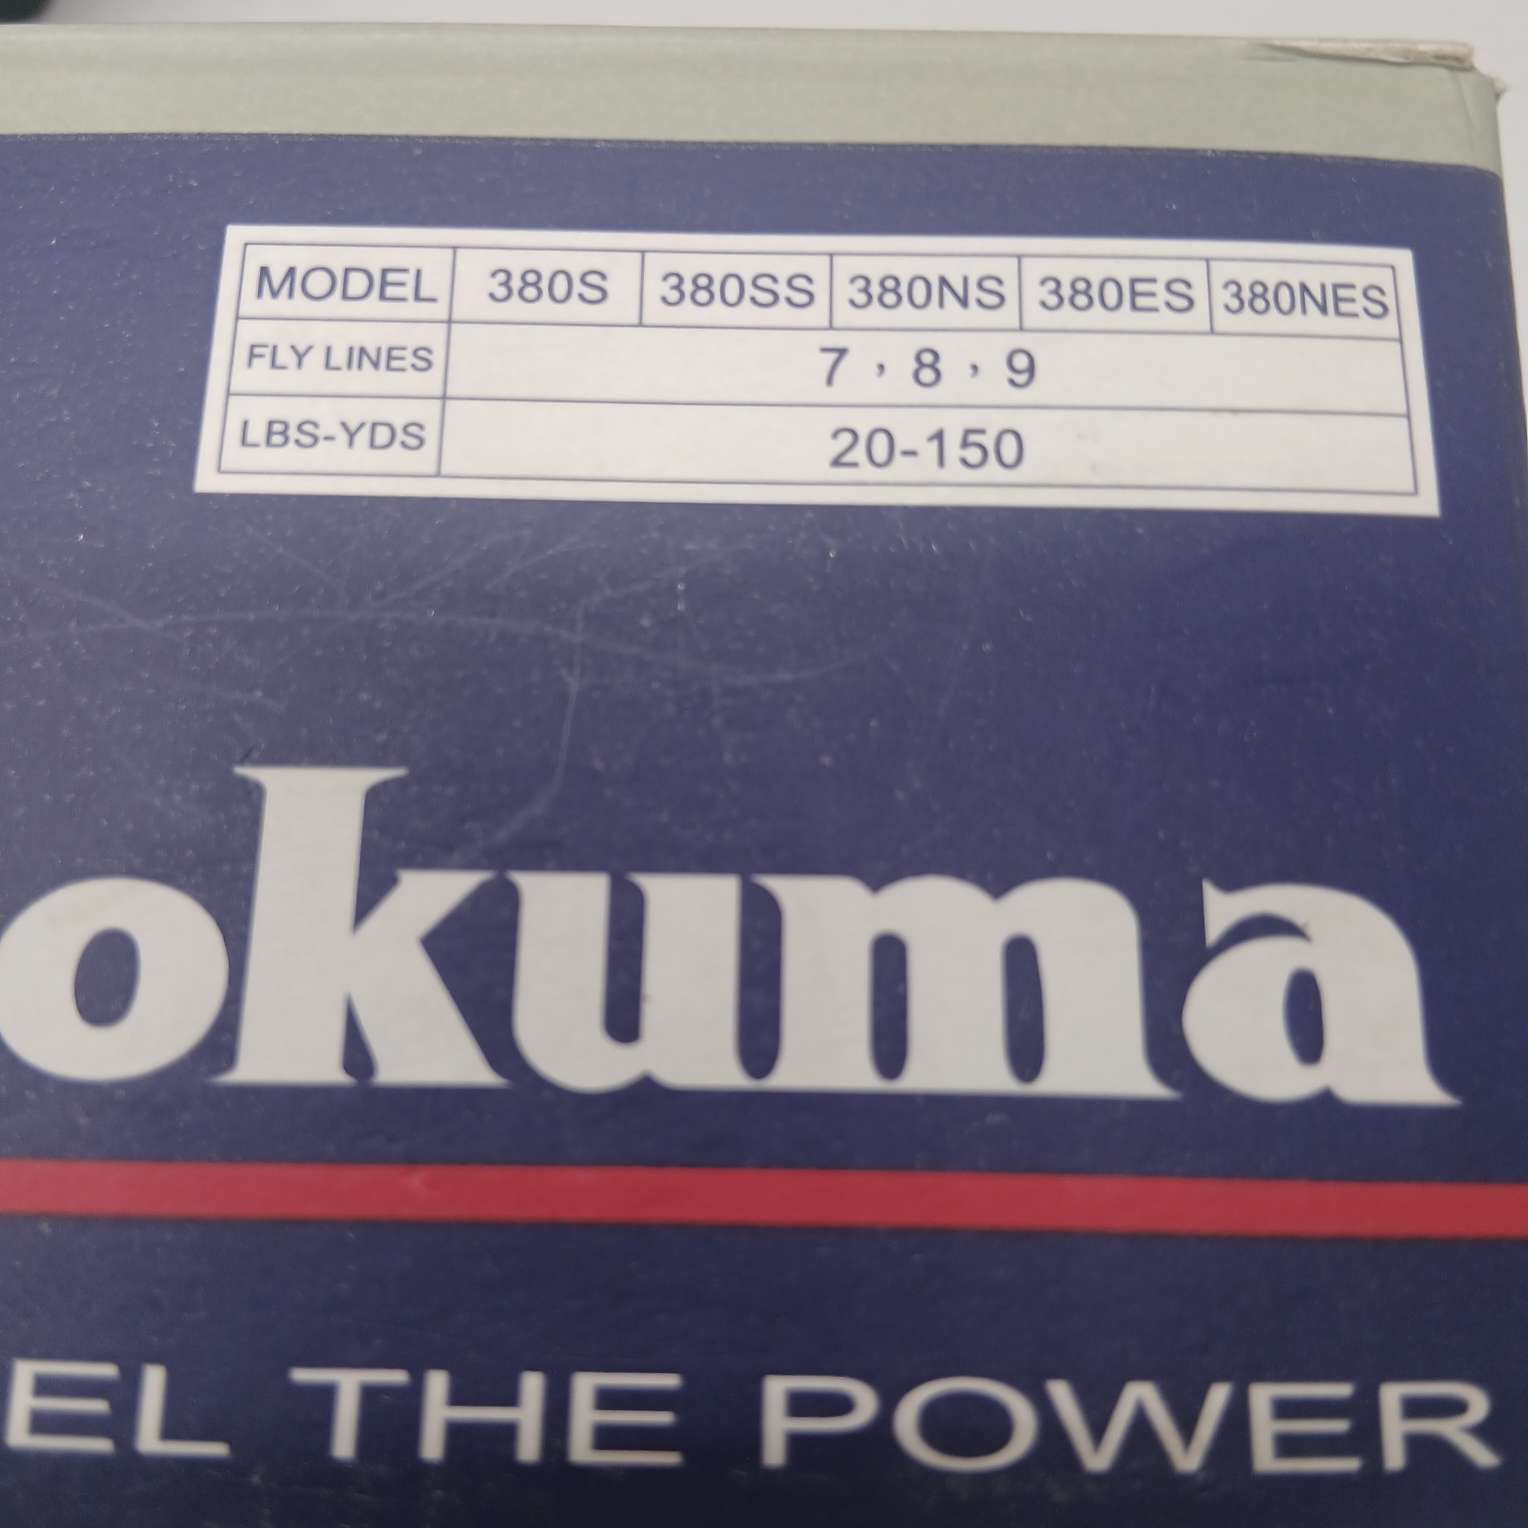 MODEL 380S 380SS 380NS 380ES 380NES
FLY LINES 7，8，9
LBS-YDS 20-150
okuma
EL THE POWER